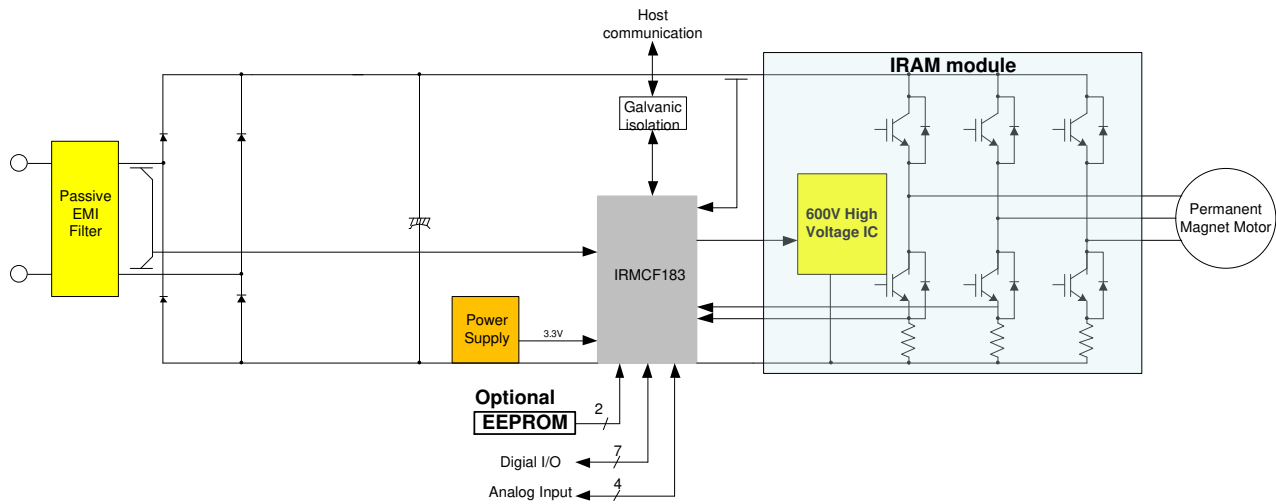 Host
communication
IRAM module
Galvanic
isolation
Passive
EMI
Filter
600V High
Voltage IC
Permanent
Magnet Motor
IRMCF183
Power
Supply
3.3V
Optional
EEPROM
2
Digial I/O
7
Analog Input
4